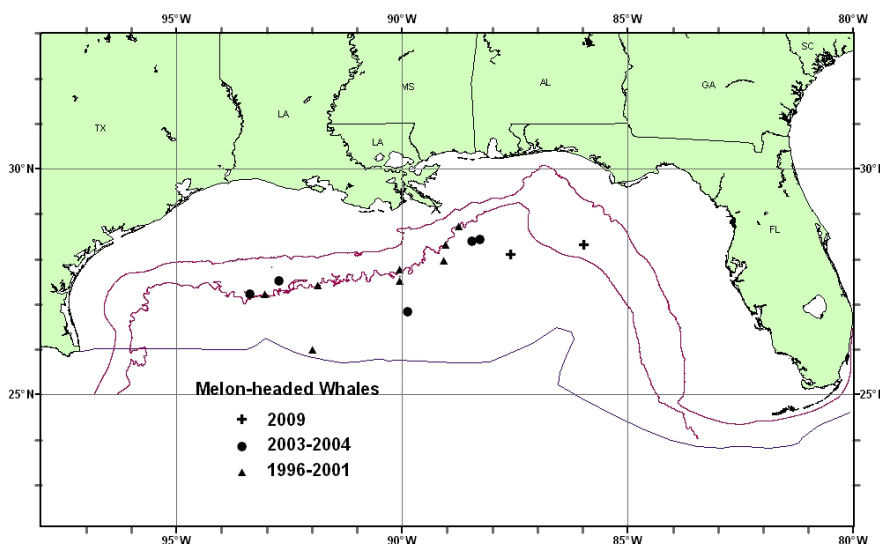 95°W 90°W 85°W 80°W
SC
MS AL GA
LA
TX
LA
30°N 30°N
FL
25°N 25°N
Melon-headed Whales
2009
2003-2004
1996-2001
95°W 90°W 85°W 80°W